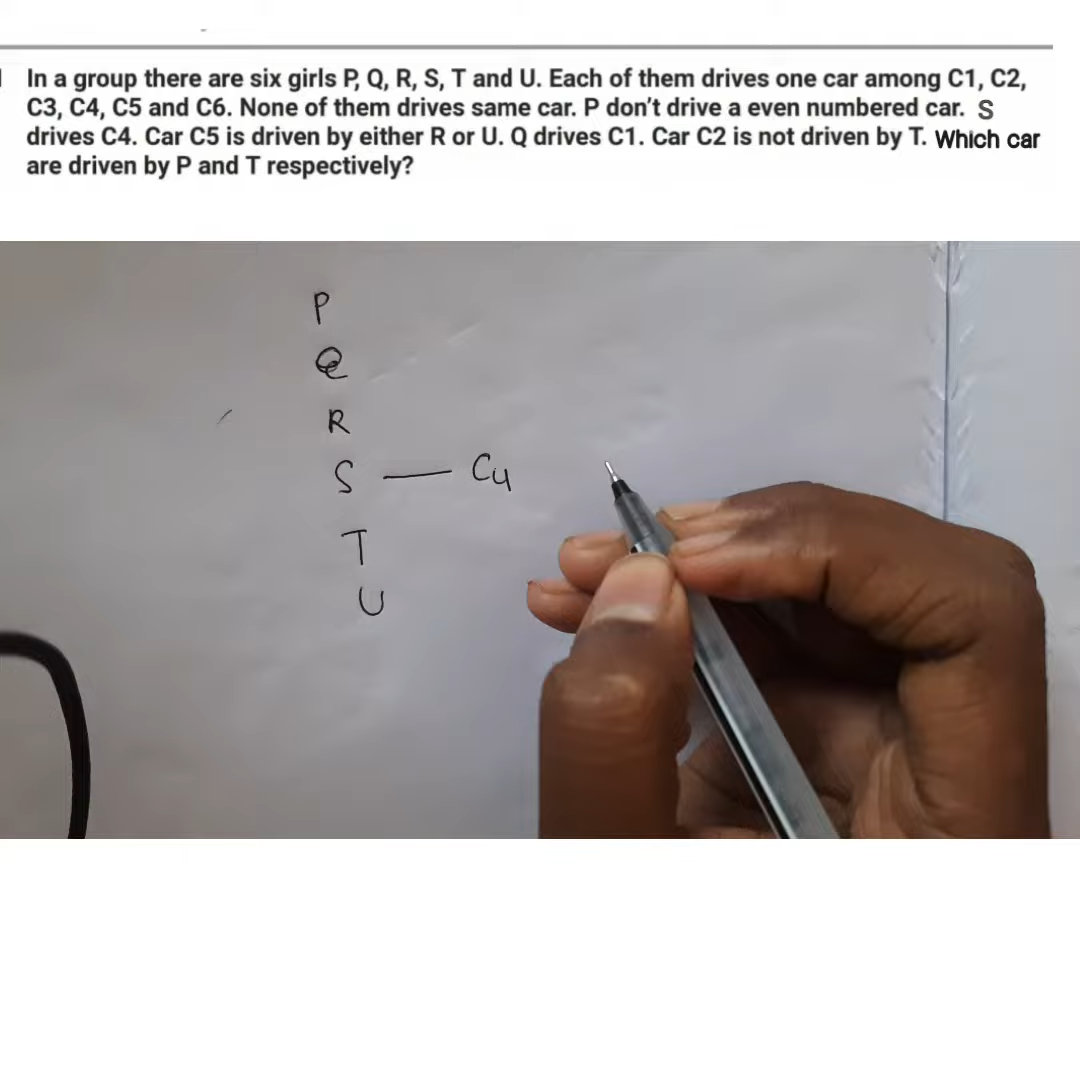 In a group there are six girls P, Q, R, S, T and U. Each of them drives one car among C1, C2,
C3, C4, C5 and C6. None of them drives same car. P don't drive a even numbered car. S
drives C4. Car C5 is driven by either R or U. Q drives C1. Car C2 is not driven by T. Which car
are driven by P and T respectively?
P
Q
R
S — C4
T
U